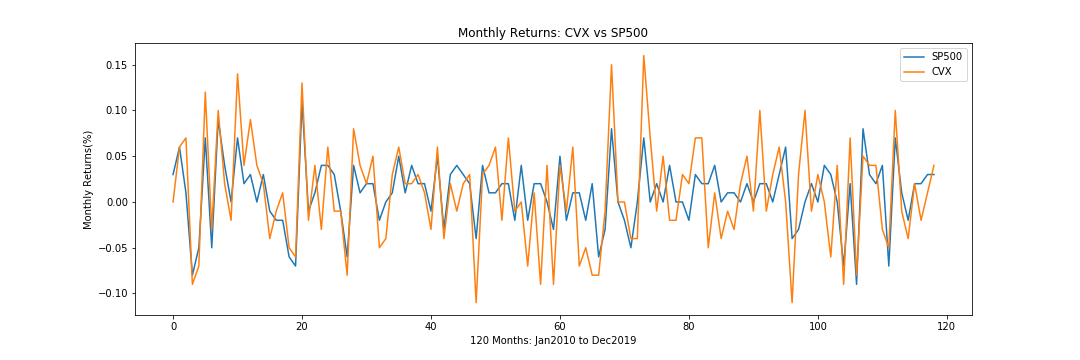 Monthly Returns: CVX vs SP500
SP500
CVX
Monthly Returns(%)
0.15
0.10
0.05
0.00
−0.05
−0.10
0 20 40 60 80 100 120
120 Months: Jan2010 to Dec2019